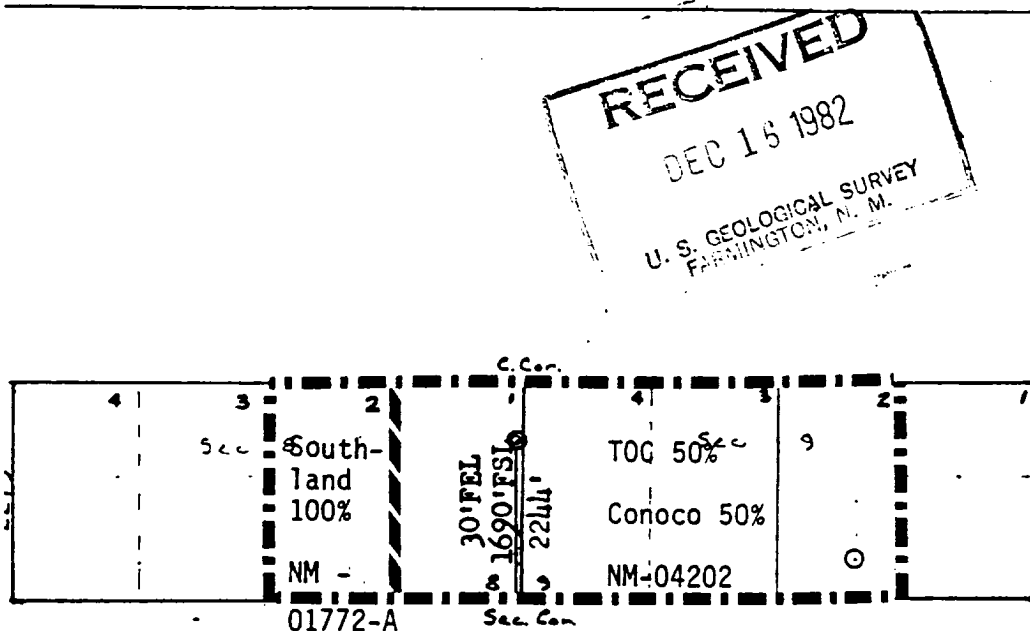 RECEIVED
DEC 16 1982
U. S. GEOLOGICAL SURVEY
FARMINGTON, N. M.
C. Cor.
4 3 2 1 4 3 2 1
Sec 8 Sec 9
South-
land
100%
NM -
01772-A
30'FEL
1690'FSL
2244'
TOC 50%
Conoco 50%
NM-04202
8 9
Sec. Cor.